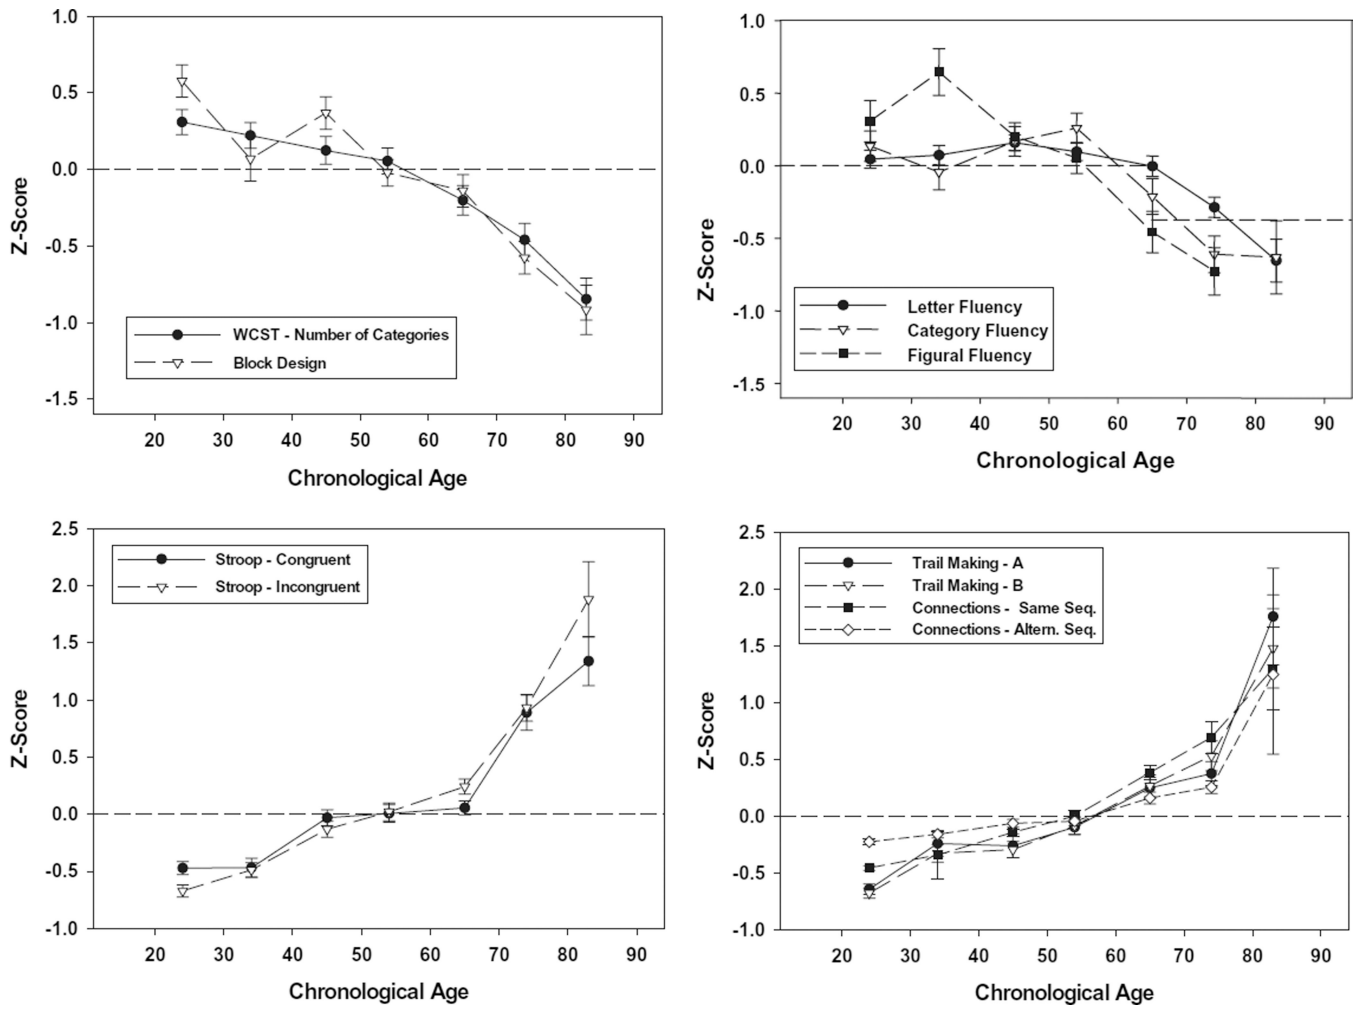 1.0
0.5
0.0
-0.5
-1.0
-1.5
Z-Score
WCST - Number of Categories
Block Design
20 30 40 50 60 70 80 90
Chronological Age
1.0
0.5
0.0
-0.5
-1.0
-1.5
Z-Score
Letter Fluency
Category Fluency
Figural Fluency
20 30 40 50 60 70 80 90
Chronological Age
2.5
2.0
1.5
1.0
0.5
0.0
-0.5
-1.0
Z-Score
Stroop - Congruent
Stroop - Incongruent
20 30 40 50 60 70 80 90
Chronological Age
2.5
2.0
1.5
1.0
0.5
0.0
-0.5
-1.0
Z-Score
Trail Making - A
Trail Making - B
Connections - Same Seq.
Connections - Altern. Seq.
20 30 40 50 60 70 80 90
Chronological Age